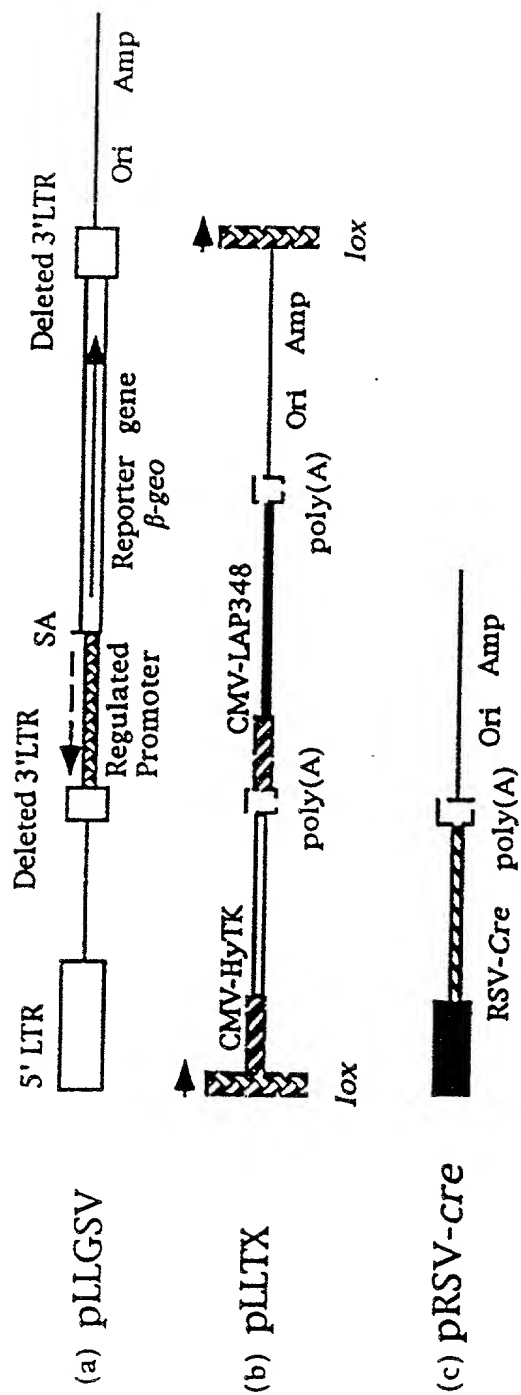 (a) pLLGSV
5' LTR
Deleted 3'LTR
SA
Regulated
Promoter
Reporter gene
β-geo
Deleted 3'LTR
Ori Amp
(b) pLLTX
lox
CMV-HyTK
poly(A)
CMV-LAP348
poly(A)
Ori Amp
lox
(c) pRSV-cre
RSV-Cre
poly(A)
Ori Amp